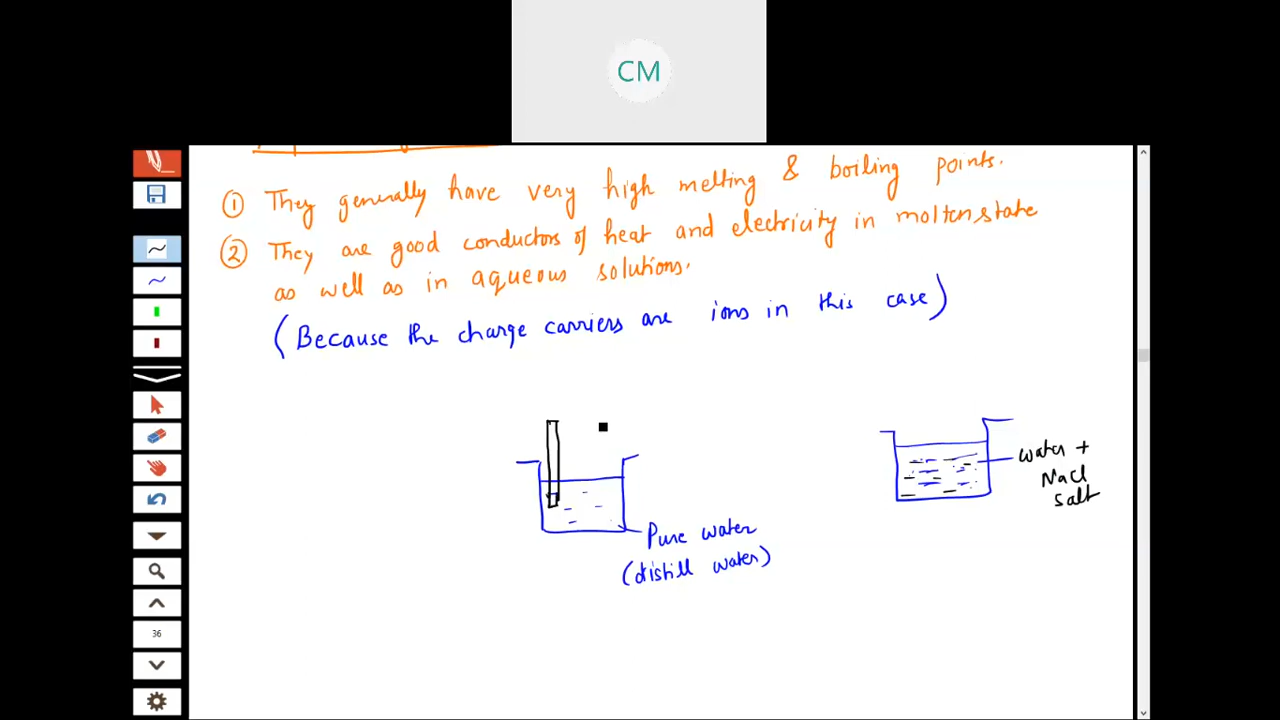 CM
① They generally have very high melting & boiling points.
② They are good conductors of heat and electricity in molten state
as well as in aqueous solutions.
(Because the charge carriers are ions in this case)
water +
NaCl
salt
Pure water
(distill water)
36